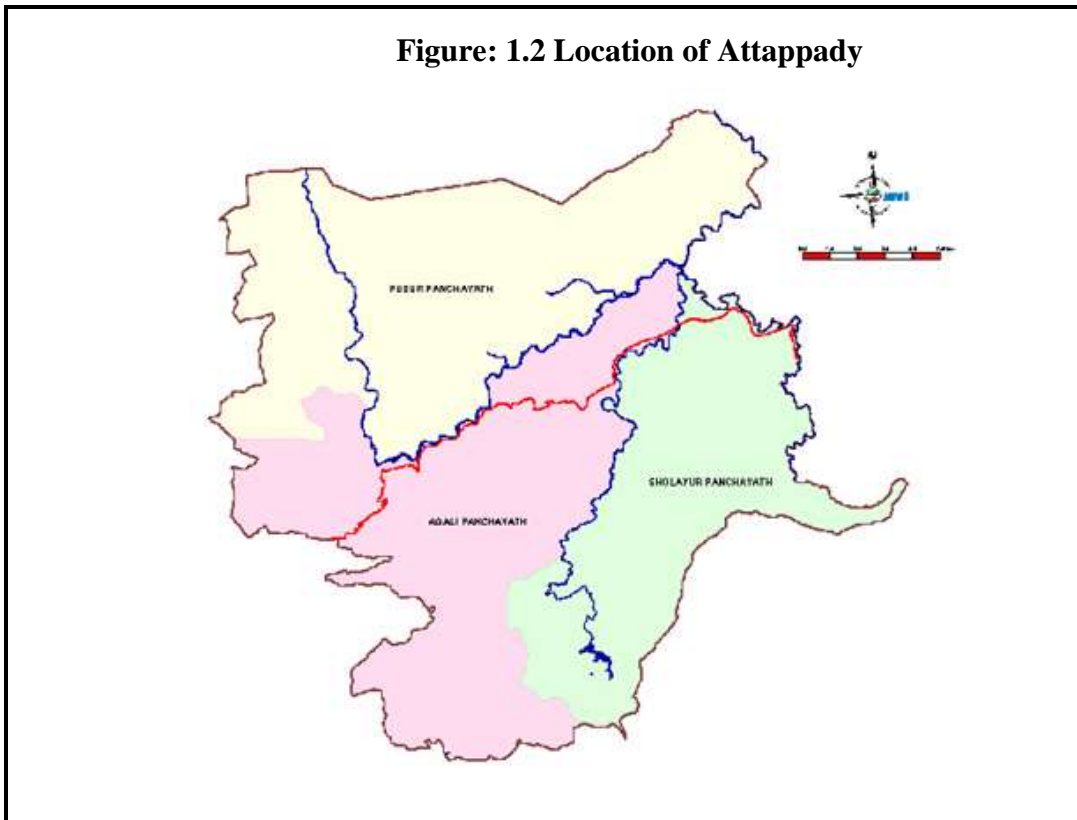 Figure: 1.2 Location of Attappady
N
PUDUR PANCHAYATH
SHOLAYUR PANCHAYATH
AGALI PANCHAYATH